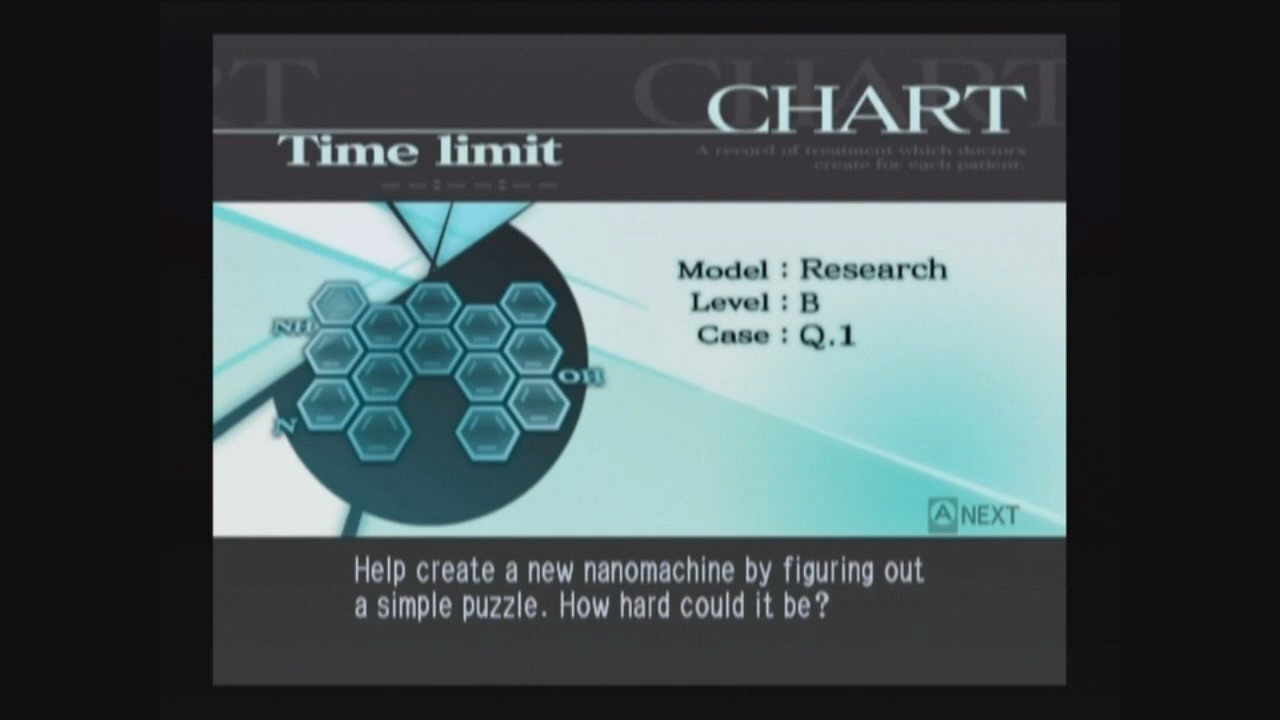 CHART
Time limit
A record of treatment which doctors
create for each patient.
--:--:--
Model : Research
Level : B
Case : Q.1
NH
OH
N
A NEXT
Help create a new nanomachine by figuring out
a simple puzzle. How hard could it be?